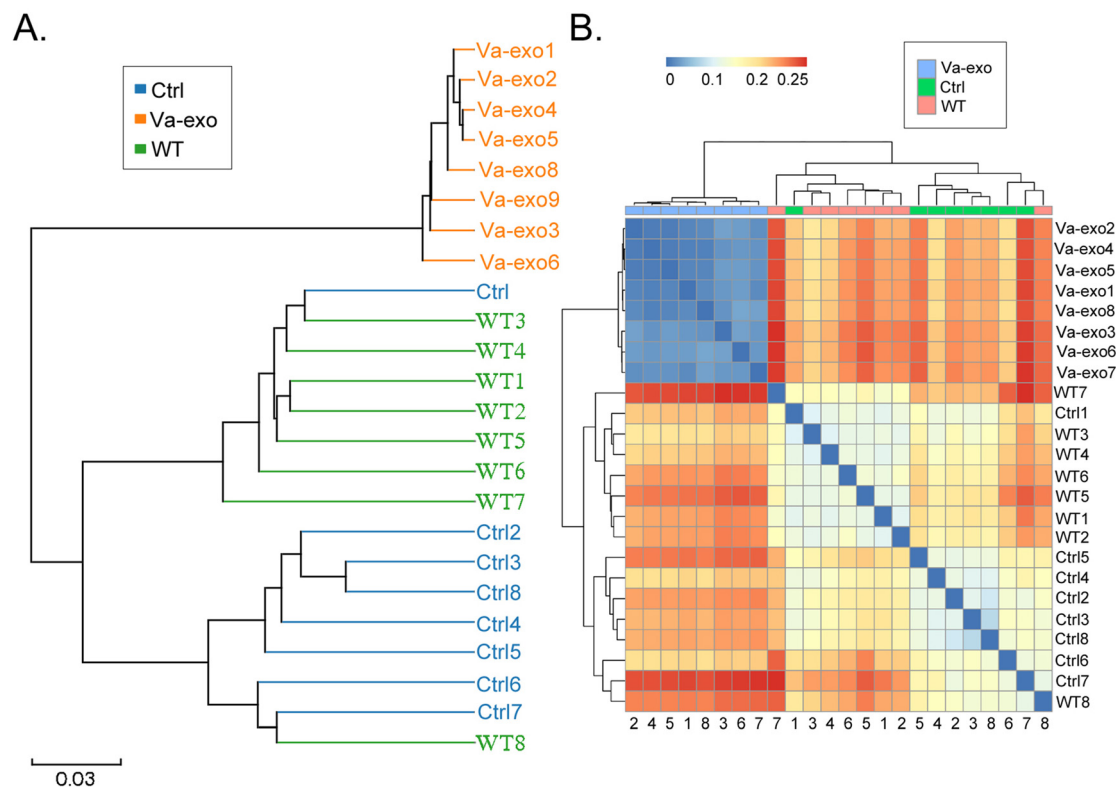 A.
Ctrl
Va-exo
WT
Va-exo1
Va-exo2
Va-exo4
Va-exo5
Va-exo8
Va-exo9
Va-exo3
Va-exo6
Ctrl
WT3
WT4
WT1
WT2
WT5
WT6
WT7
Ctrl2
Ctrl3
Ctrl8
Ctrl4
Ctrl5
Ctrl6
Ctrl7
WT8
0.03
B.
0 0.1 0.2 0.25
Va-exo
Ctrl
WT
Va-exo2
Va-exo4
Va-exo5
Va-exo1
Va-exo8
Va-exo3
Va-exo6
Va-exo7
WT7
Ctrl1
WT3
WT4
WT6
WT5
WT1
WT2
Ctrl5
Ctrl4
Ctrl2
Ctrl3
Ctrl8
Ctrl6
Ctrl7
WT8
2 4 5 1 8 3 6 7 7 1 3 4 6 5 1 2 5 4 2 3 8 6 7 8